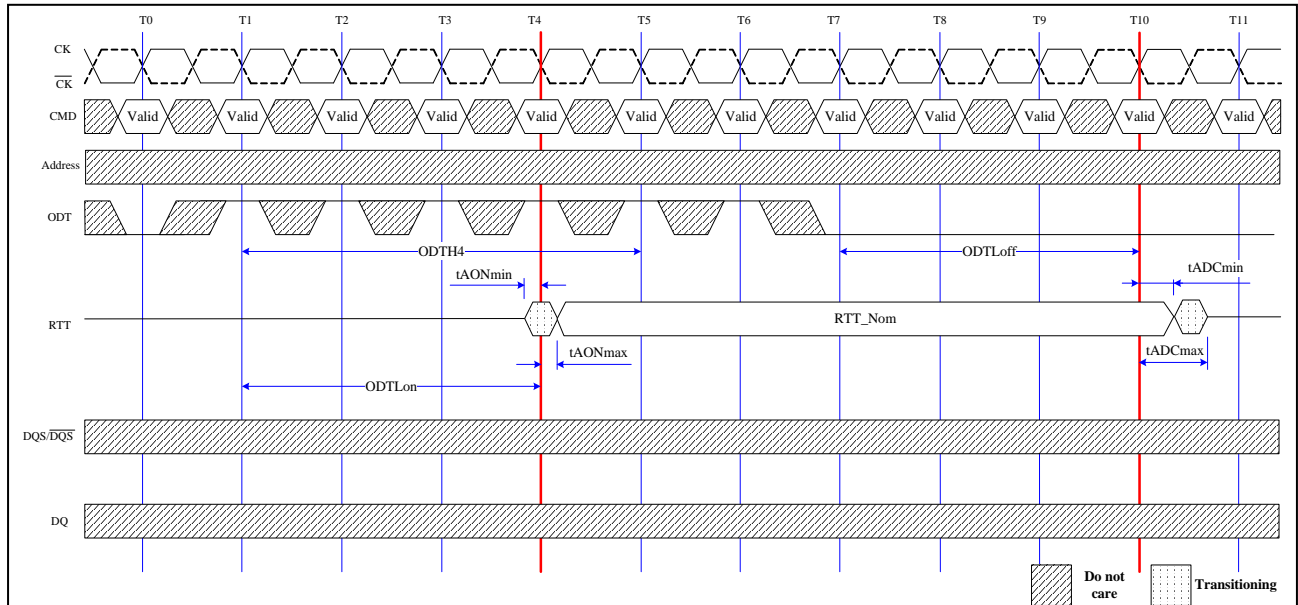 T0 T1 T2 T3 T4 T5 T6 T7 T8 T9 T10 T11
CK
CK
CMD Valid Valid Valid Valid Valid Valid Valid Valid Valid Valid Valid Valid
Address
ODT
ODTH4 ODTLoff
tAONmin tADCmin
RTT RTT_Nom
tAONmax tADCmax
ODTLon
DQS/DQS
DQ
Do not care
Transitioning